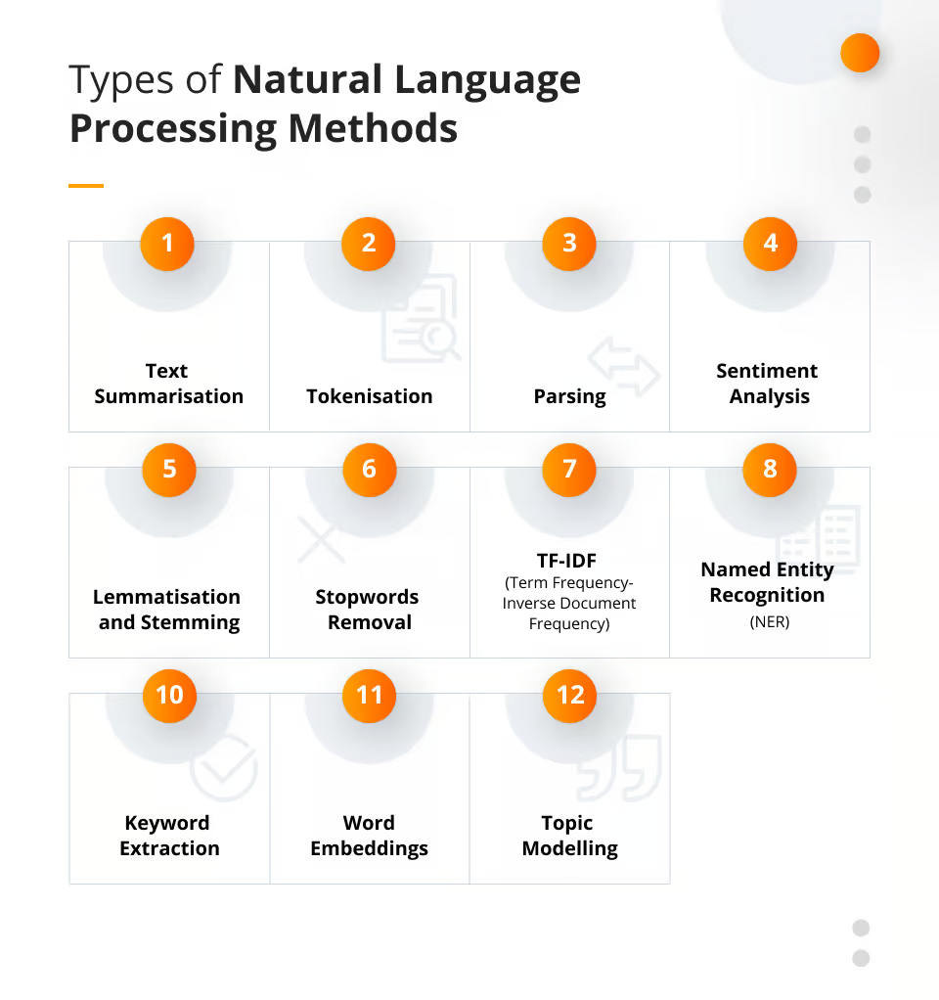 Types of Natural Language
Processing Methods
1
2
3
4
Text
Summarisation
Tokenisation
Parsing
Sentiment
Analysis
5
6
7
8
Lemmatisation
and Stemming
Stopwords
Removal
TF-IDF
(Term Frequency-
Inverse Document
Frequency)
Named Entity
Recognition
(NER)
10
11
12
Keyword
Extraction
Word
Embeddings
Topic
Modelling